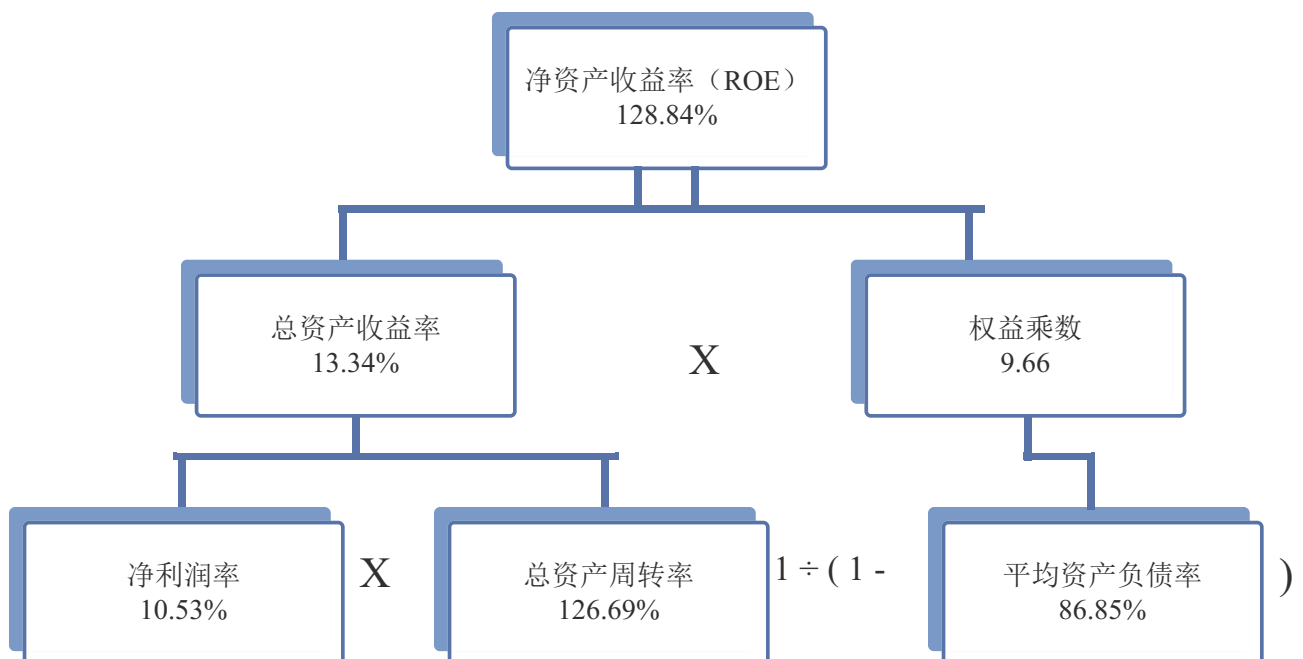 净资产收益率（ROE）
128.84%
总资产收益率
13.34%
X
权益乘数
9.66
净利润率
10.53%
X
总资产周转率
126.69%
1 ÷ ( 1 -
平均资产负债率
86.85%
)